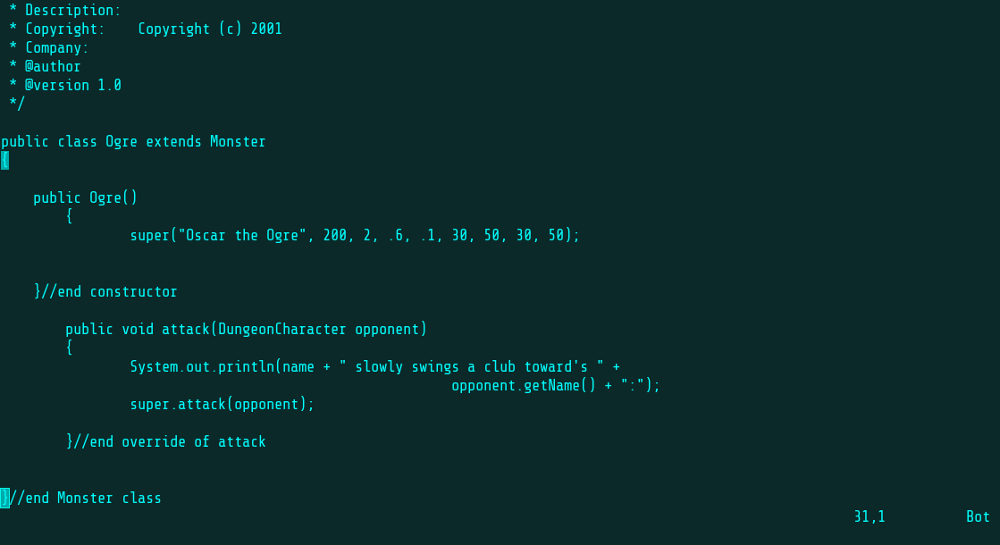 * Description:
 * Copyright:    Copyright (c) 2001
 * Company:
 * @author
 * @version 1.0
 */
public class Ogre extends Monster
{
    public Ogre()
        {
                super("Oscar the Ogre", 200, 2, .6, .1, 30, 50, 30, 50);
    }//end constructor
        public void attack(DungeonCharacter opponent)
        {
                System.out.println(name + " slowly swings a club toward's " +
                                                        opponent.getName() + ":");
                super.attack(opponent);
        }//end override of attack
}//end Monster class
31,1          Bot